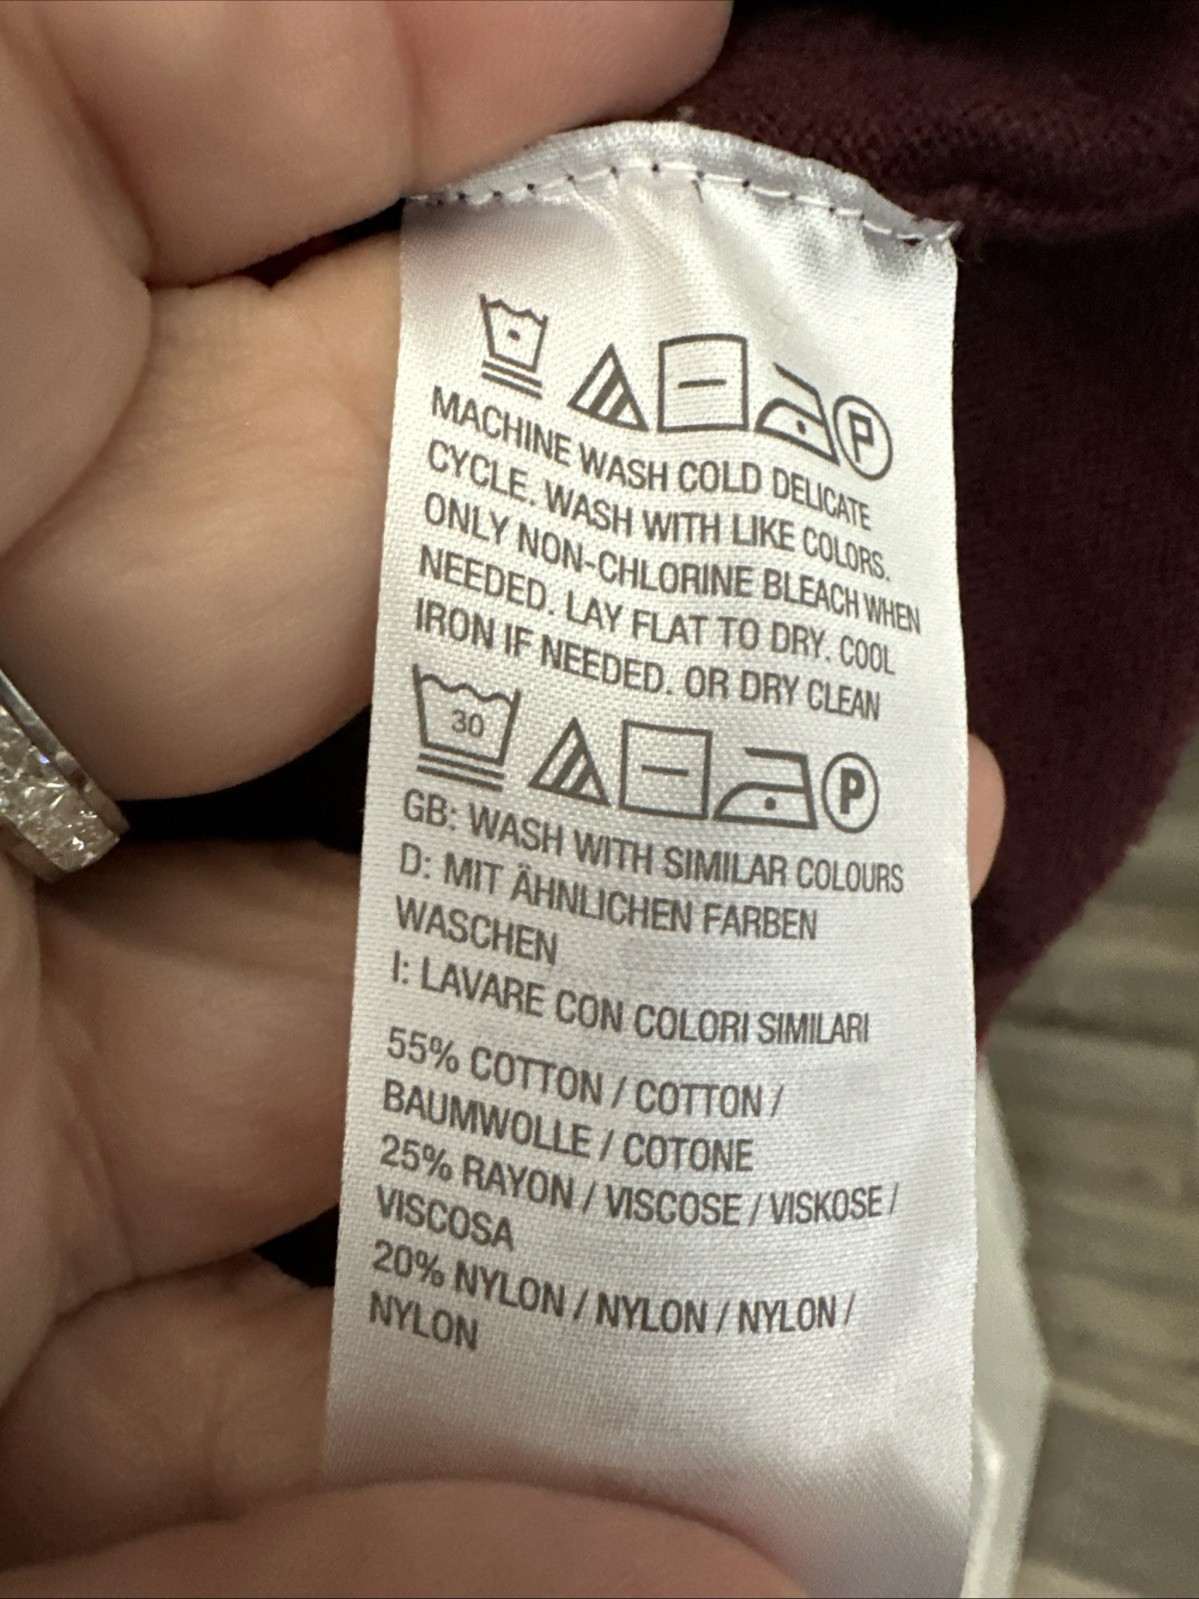 P
MACHINE WASH COLD DELICATE
CYCLE. WASH WITH LIKE COLORS.
ONLY NON-CHLORINE BLEACH WHEN
NEEDED. LAY FLAT TO DRY. COOL
IRON IF NEEDED. OR DRY CLEAN
30 P
GB: WASH WITH SIMILAR COLOURS
D: MIT ÄHNLICHEN FARBEN
WASCHEN
I: LAVARE CON COLORI SIMILARI
55% COTTON / COTTON /
BAUMWOLLE / COTONE
25% RAYON / VISCOSE / VISKOSE /
VISCOSA
20% NYLON / NYLON / NYLON /
NYLON